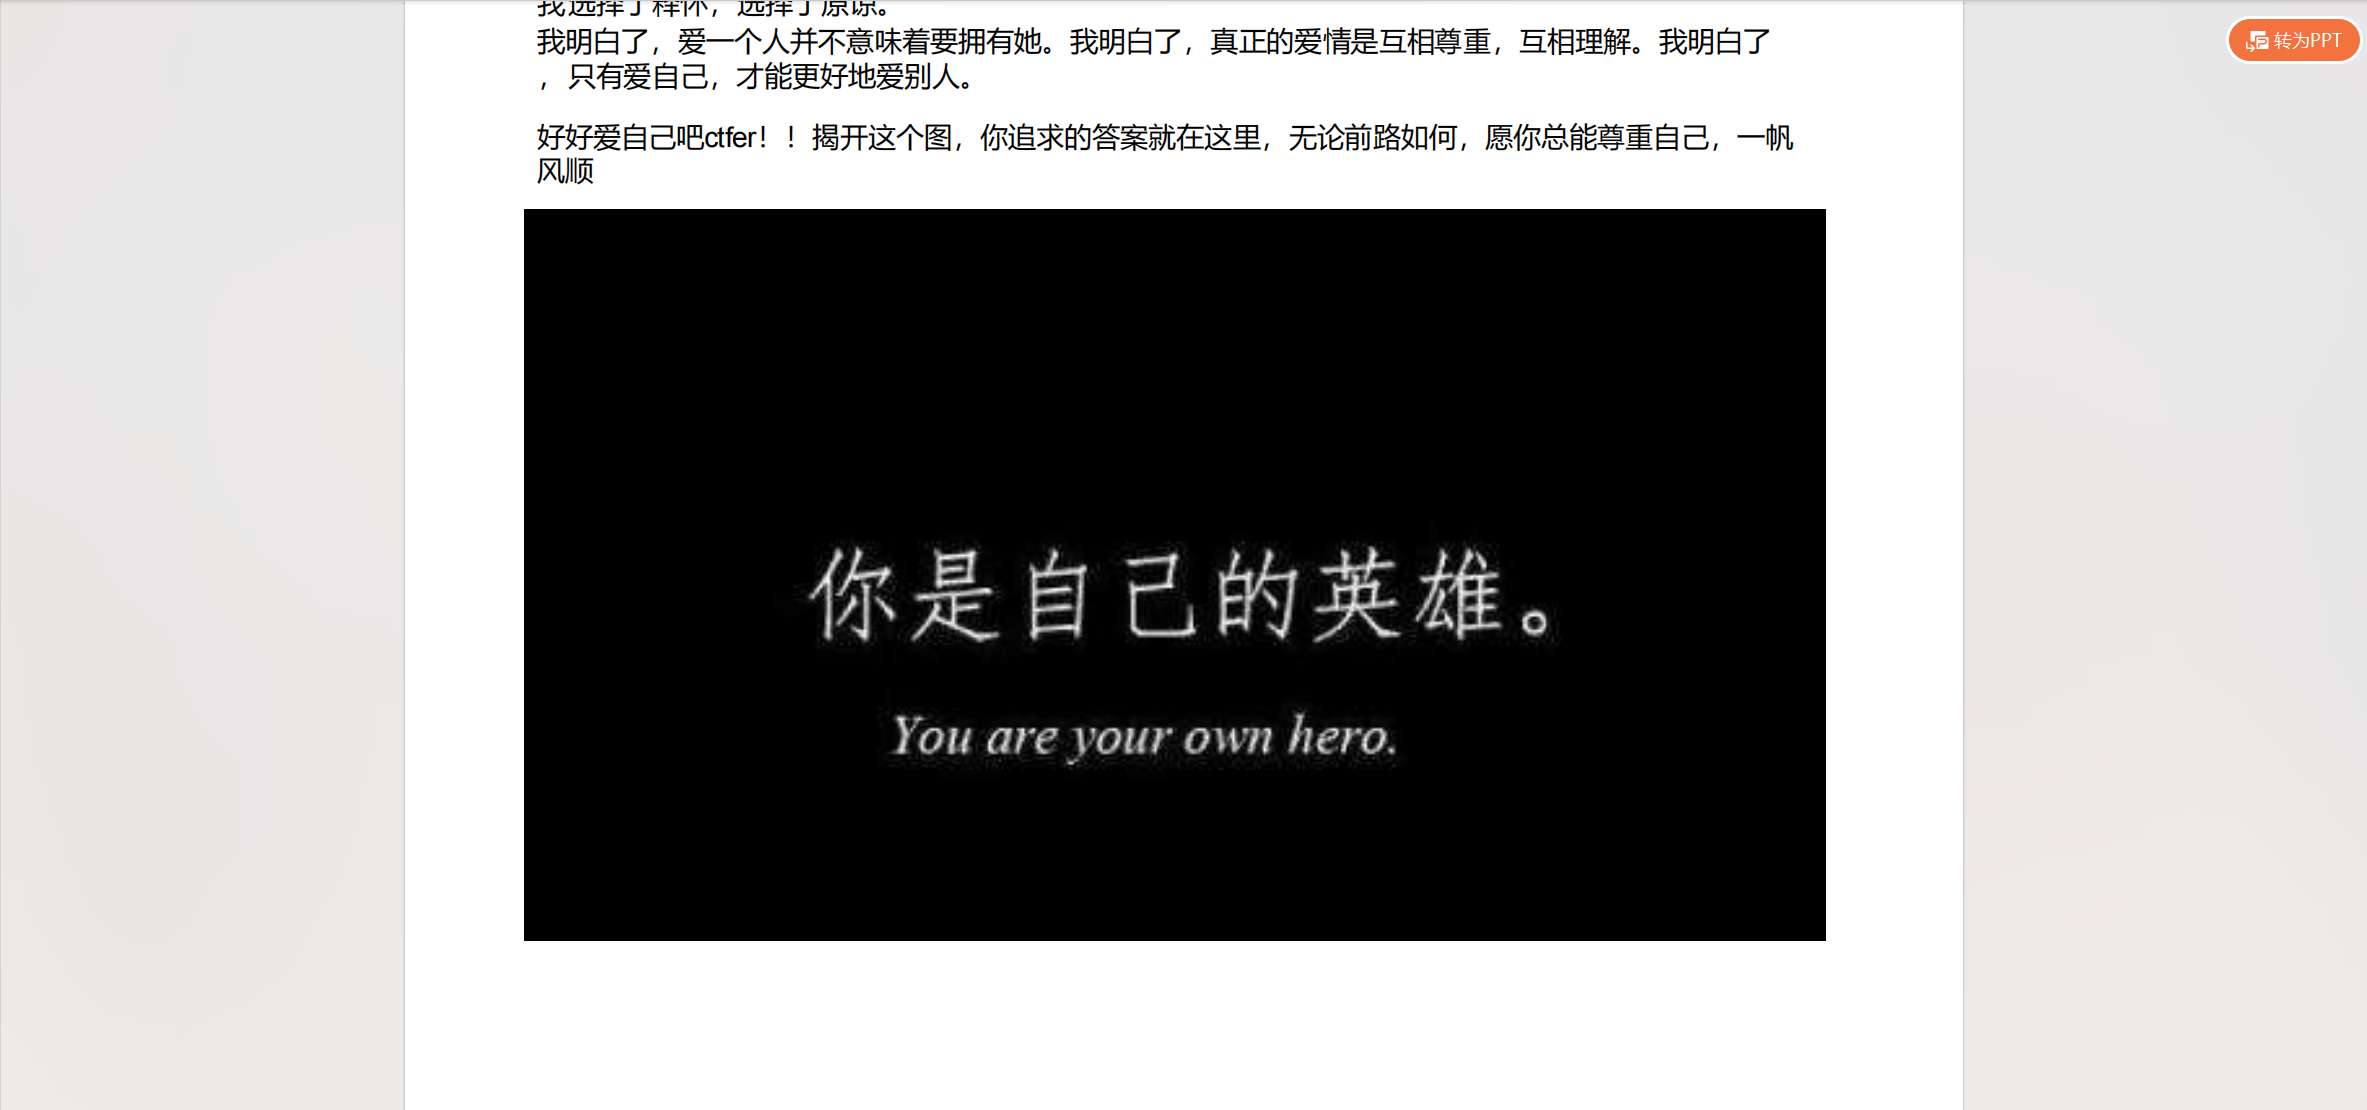 我选择了释怀，选择了原谅。
我明白了，爱一个人并不意味着要拥有她。我明白了，真正的爱情是互相尊重，互相理解。我明白了
，只有爱自己，才能更好地爱别人。
好好爱自己吧ctfer！！揭开这个图，你追求的答案就在这里，无论前路如何，愿你总能尊重自己，一帆
风顺
你是自己的英雄。
You are your own hero.
转为PPT